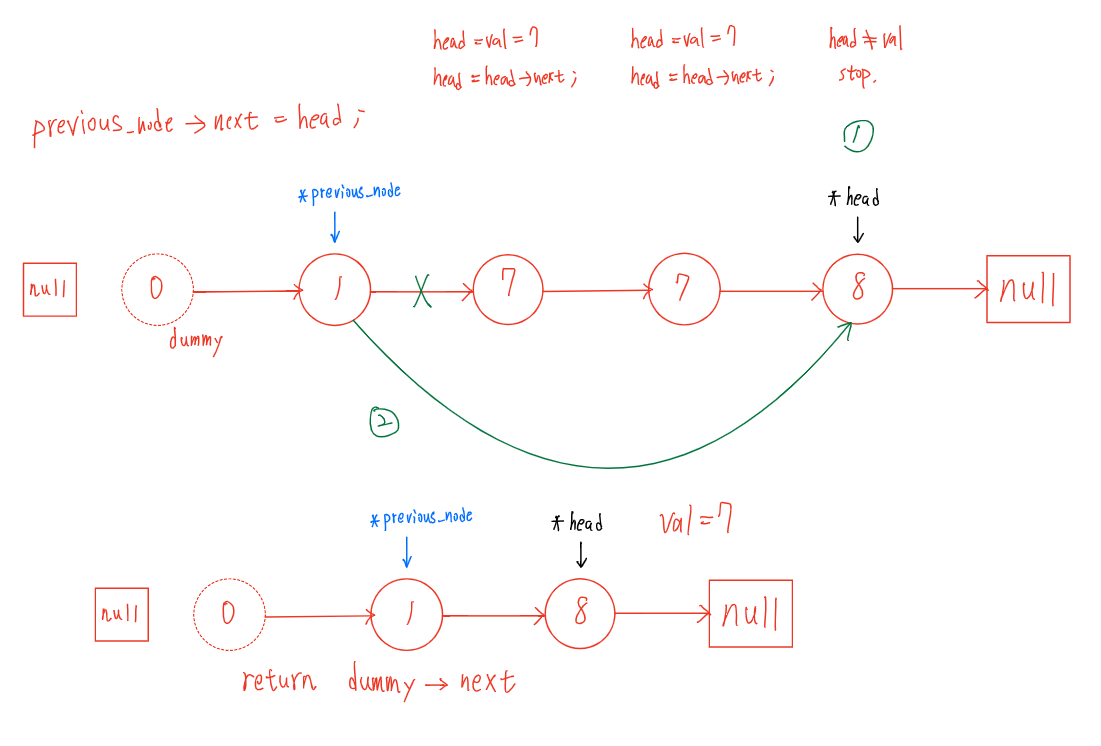 head = val = 7
head = val = 7
head ≠ val
head = head → next ;
head = head → next ;
stop.
previous_node → next = head ;
1
*previous_node
*head
null
0
1
7
7
8
null
dummy
2
*previous_node
*head
val = 7
null
0
1
8
null
return dummy → next